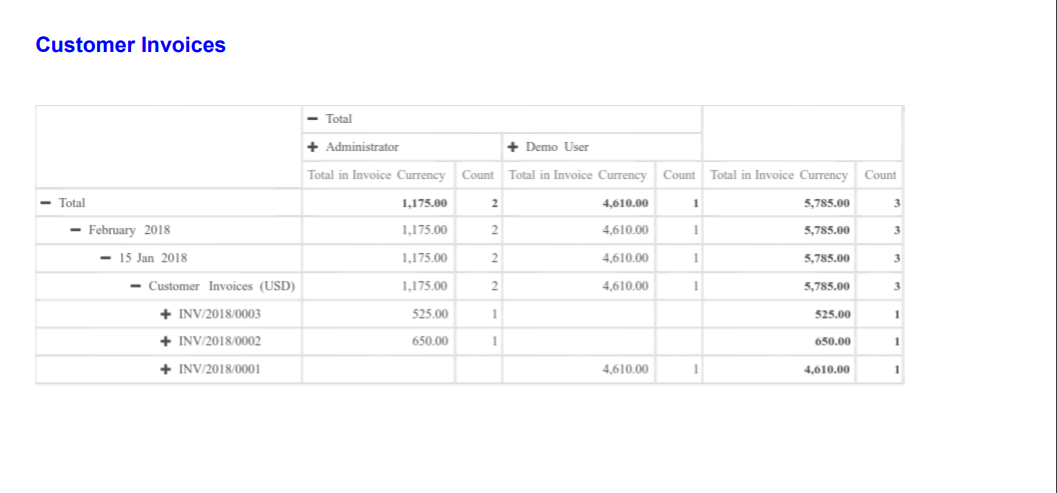 Customer Invoices
Total
Administrator Demo User
Total in Invoice Currency Count Total in Invoice Currency Count Total in Invoice Currency Count
Total 1,175.00 2 4,610.00 1 5,785.00 3
February 2018 1,175.00 2 4,610.00 1 5,785.00 3
15 Jan 2018 1,175.00 2 4,610.00 1 5,785.00 3
Customer Invoices (USD) 1,175.00 2 4,610.00 1 5,785.00 3
INV/2018/0003 525.00 1 525.00 1
INV/2018/0002 650.00 1 650.00 1
INV/2018/0001 4,610.00 1 4,610.00 1